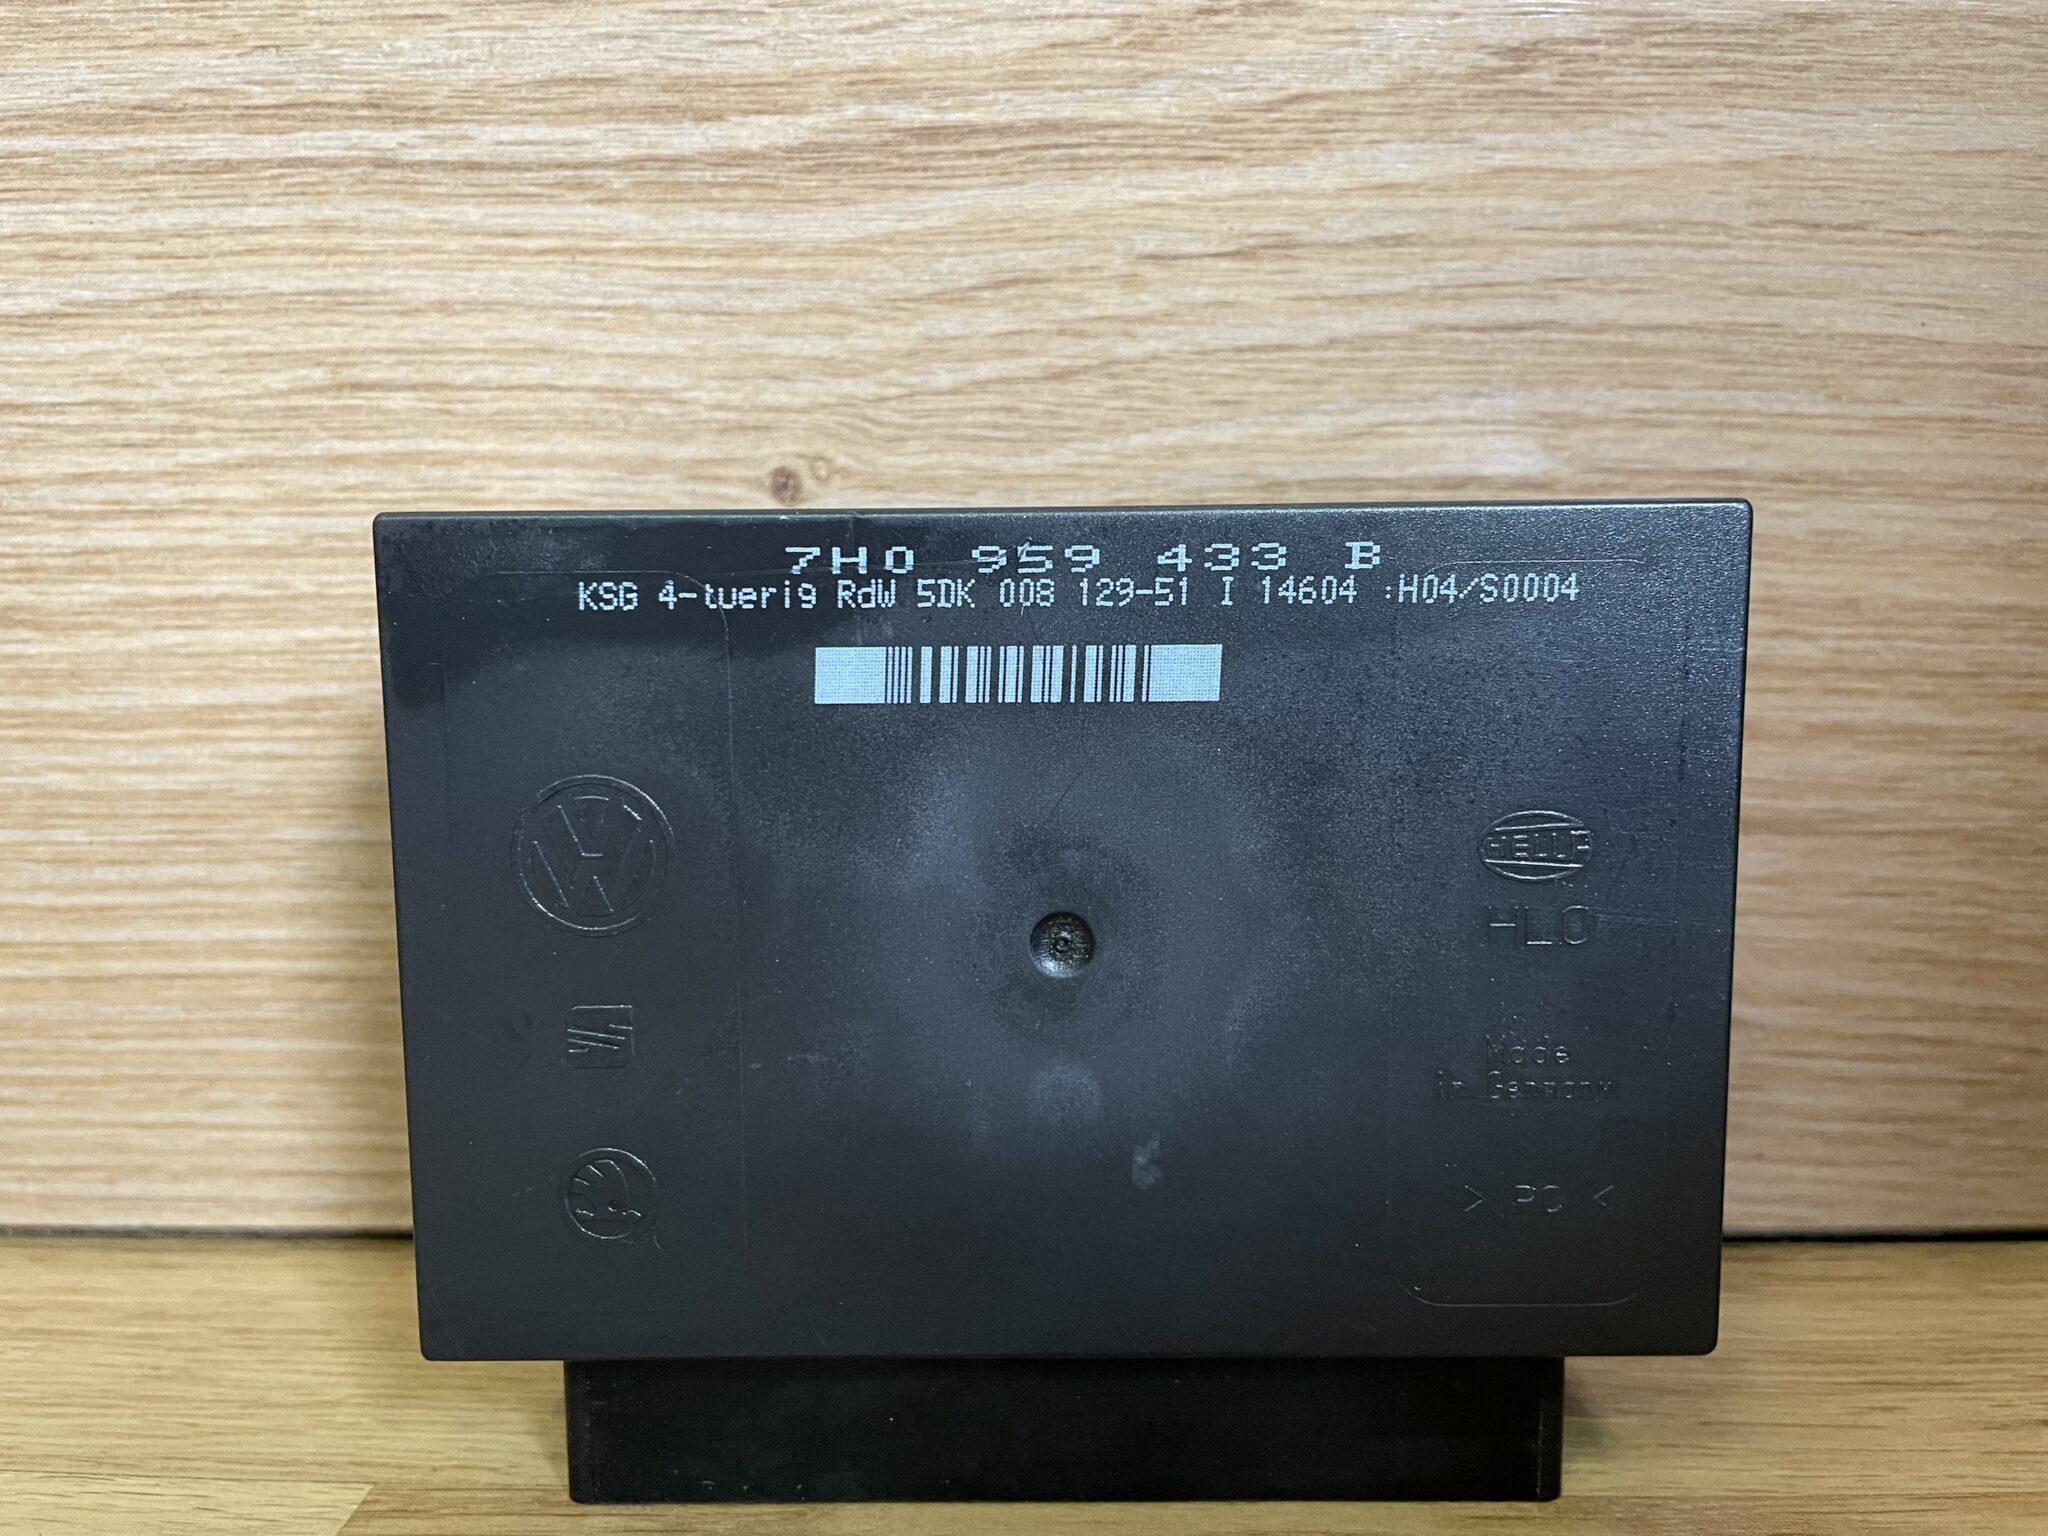 7H0 959 433 B
KSG 4-tuerig RdW 5DK 008 129-51 I 14604 :H04/S0004
HELLA
HLO
Made
in Germany
> PC <